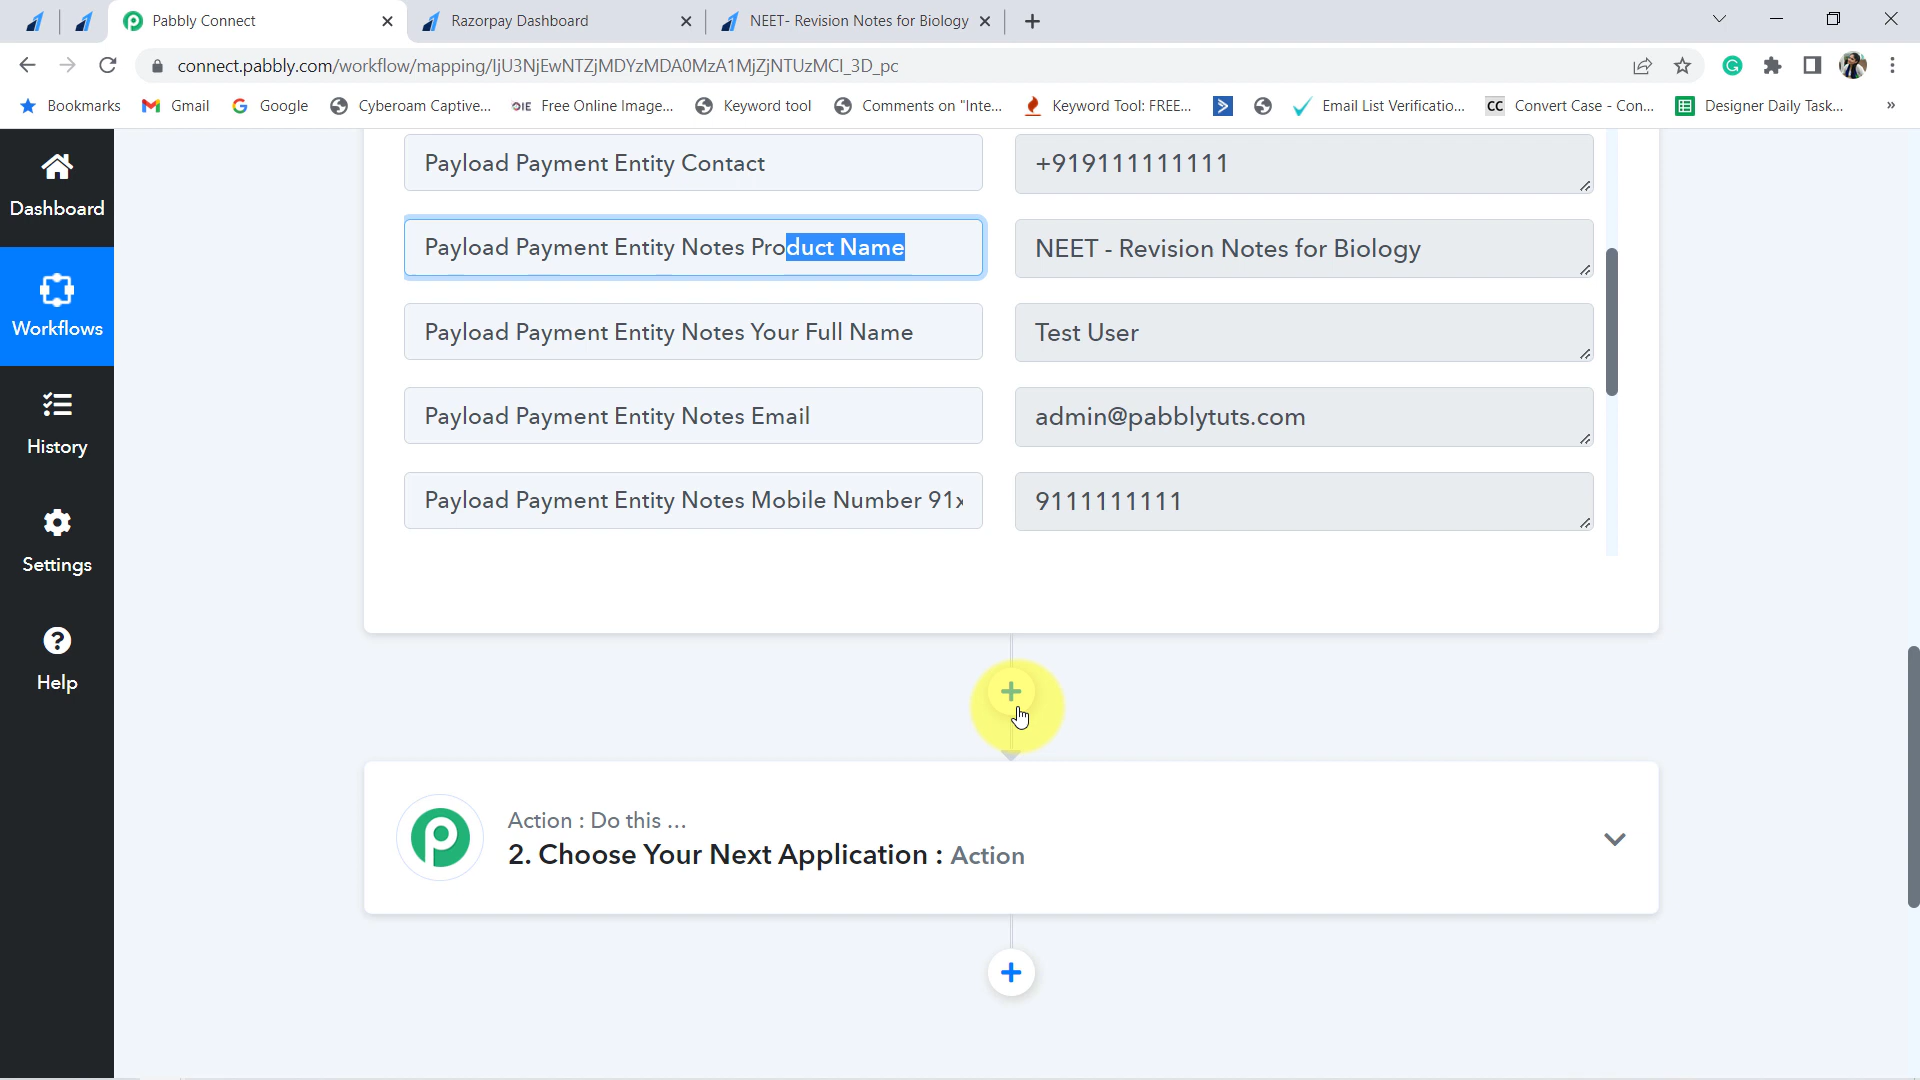 Pabbly Connect
Razorpay Dashboard
NEET- Revision Notes for Biology
connect.pabbly.com/workflow/mapping/IjU3NjEwNTZjMDYzMDA0MzA1MjZjNTUzMCI_3D_pc
Bookmarks
Gmail
Google
Cyberoam Captive...
OIE Free Online Image...
Keyword tool
Comments on "Inte...
Keyword Tool: FREE...
Email List Verificatio...
CC Convert Case - Con...
Designer Daily Task...
»
Dashboard
Workflows
History
Settings
Help
Payload Payment Entity Contact
+919111111111
Payload Payment Entity Notes Product Name
NEET - Revision Notes for Biology
Payload Payment Entity Notes Your Full Name
Test User
Payload Payment Entity Notes Email
admin@pabblytuts.com
Payload Payment Entity Notes Mobile Number 91x
9111111111
Action : Do this ...
2. Choose Your Next Application : Action